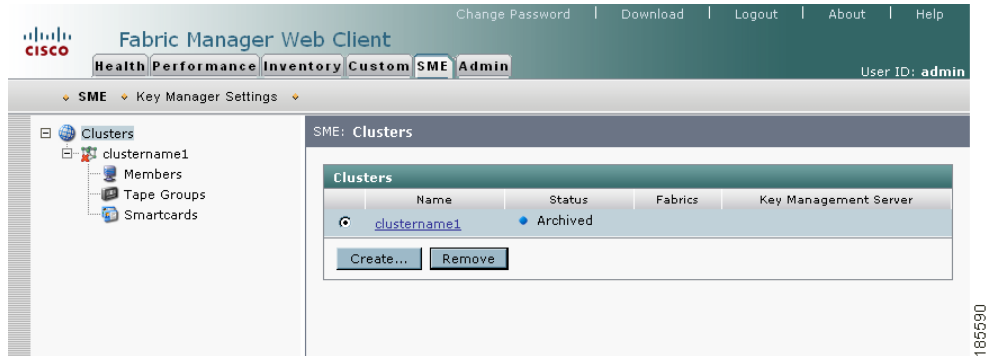 Change Password | Download | Logout | About | Help
CISCO
Fabric Manager Web Client
Health Performance Inventory Custom SME Admin
User ID: admin
SME Key Manager Settings
Clusters
clustername1
Members
Tape Groups
Smartcards
SME: Clusters
Clusters
Name Status Fabrics Key Management Server
clustername1 Archived
Create... Remove
185590